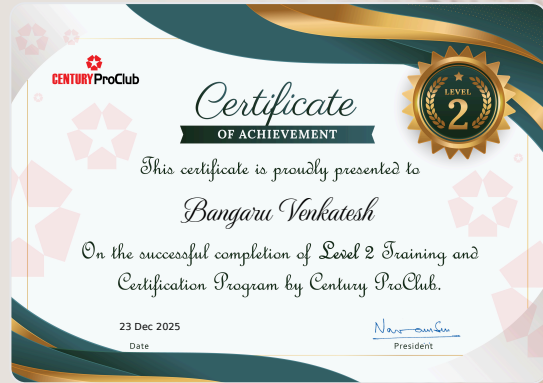 CENTURY ProClub
LEVEL
2
Certificate
OF ACHIEVEMENT
This certificate is proudly presented to
Bangaru Venkatesh
On the successful completion of Level 2 Training and
Certification Program by Century ProClub.
23 Dec 2025
Date
President